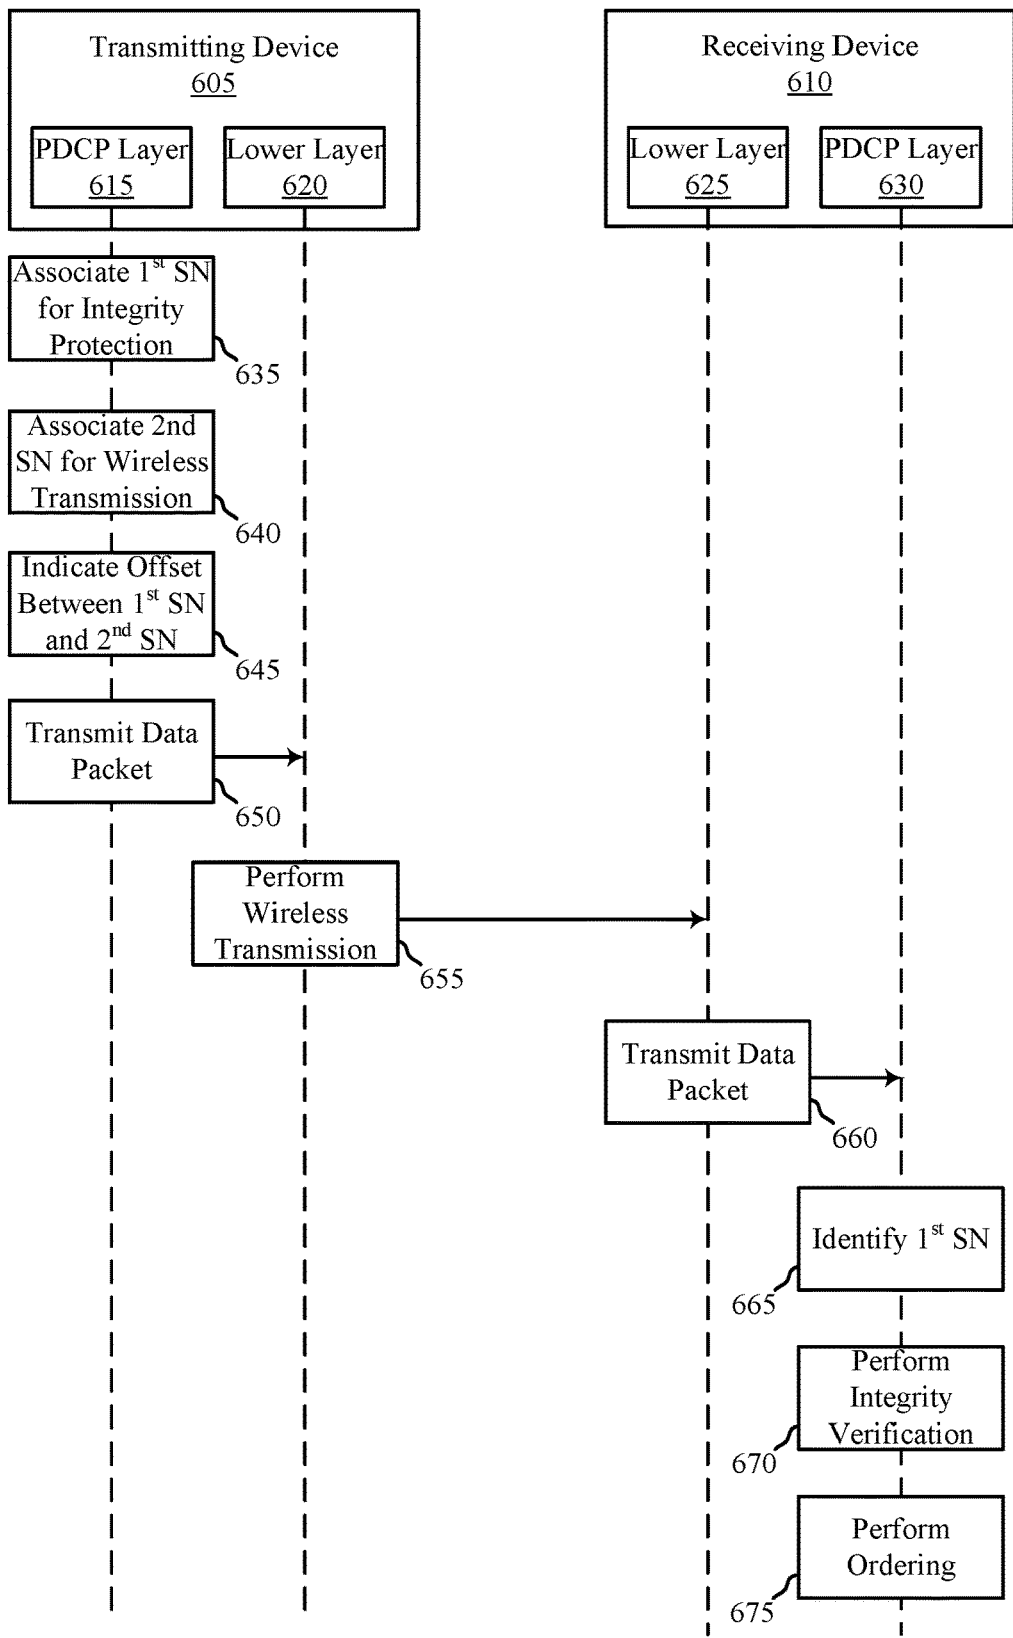 Transmitting Device
605
PDCP Layer
615
Lower Layer
620
Receiving Device
610
Lower Layer
625
PDCP Layer
630
Associate 1st SN
for Integrity
Protection
635
Associate 2nd
SN for Wireless
Transmission
640
Indicate Offset
Between 1st SN
and 2nd SN
645
Transmit Data
Packet
650
Perform
Wireless
Transmission
655
Transmit Data
Packet
660
Identify 1st SN
665
Perform
Integrity
Verification
670
Perform
Ordering
675